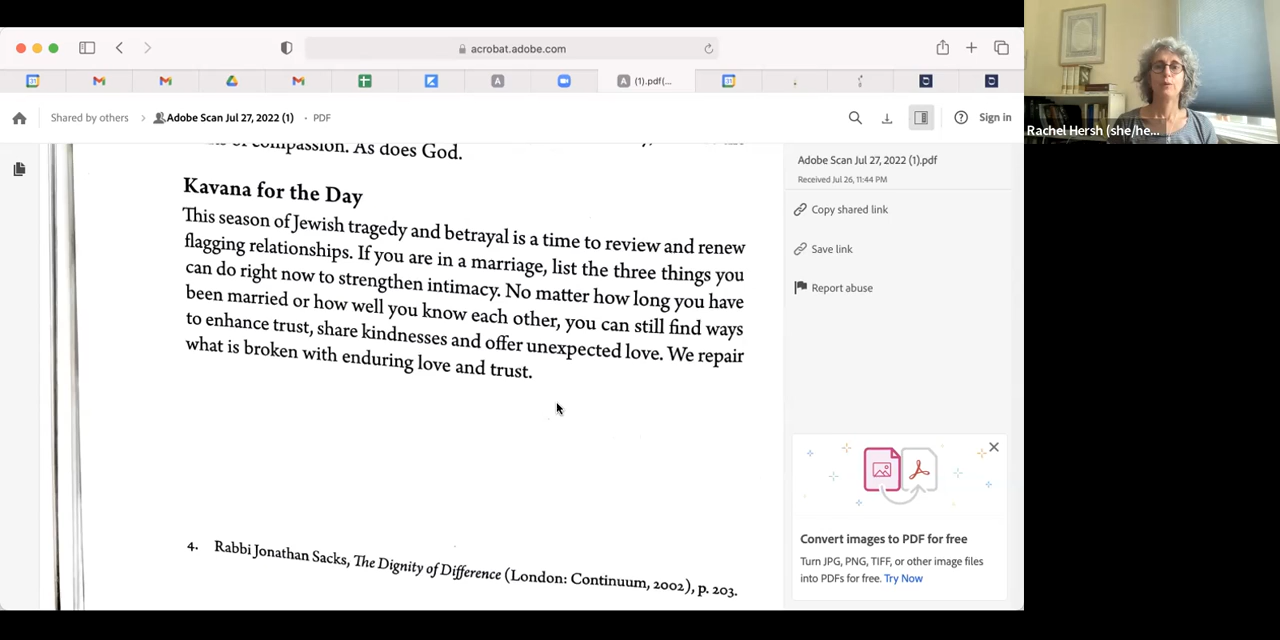 acrobat.adobe.com
(1).pdf(...
Shared by others
Adobe Scan Jul 27, 2022 (1)
PDF
Sign in
Rachel Hersh (she/he...
compassion. As does God.
Kavana for the Day
This season of Jewish tragedy and betrayal is a time to review and renew
flagging relationships. If you are in a marriage, list the three things you
can do right now to strengthen intimacy. No matter how long you have
been married or how well you know each other, you can still find ways
to enhance trust, share kindnesses and offer unexpected love. We repair
what is broken with enduring love and trust.
4. Rabbi Jonathan Sacks, The Dignity of Difference (London: Continuum, 2002), p. 203.
Adobe Scan Jul 27, 2022 (1).pdf
Received Jul 26, 11:44 PM
Copy shared link
Save link
Report abuse
Convert images to PDF for free
Turn JPG, PNG, TIFF, or other image files
into PDFs for free. Try Now